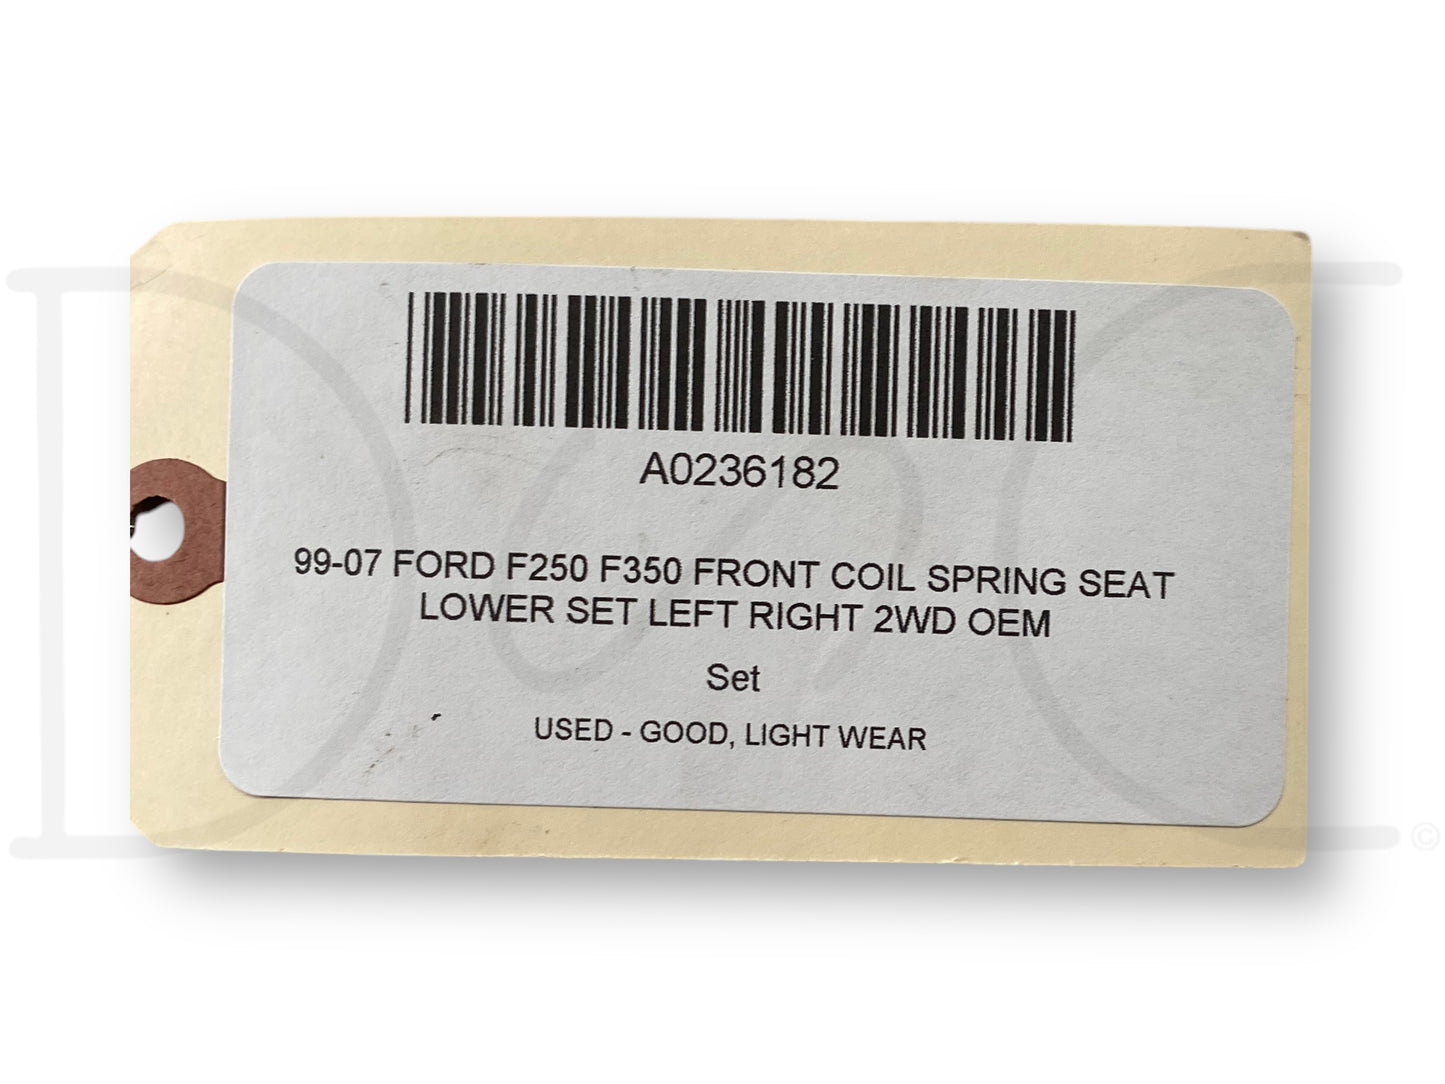 A0236182
99-07 FORD F250 F350 FRONT COIL SPRING SEAT
LOWER SET LEFT RIGHT 2WD OEM
Set
USED - GOOD, LIGHT WEAR
©